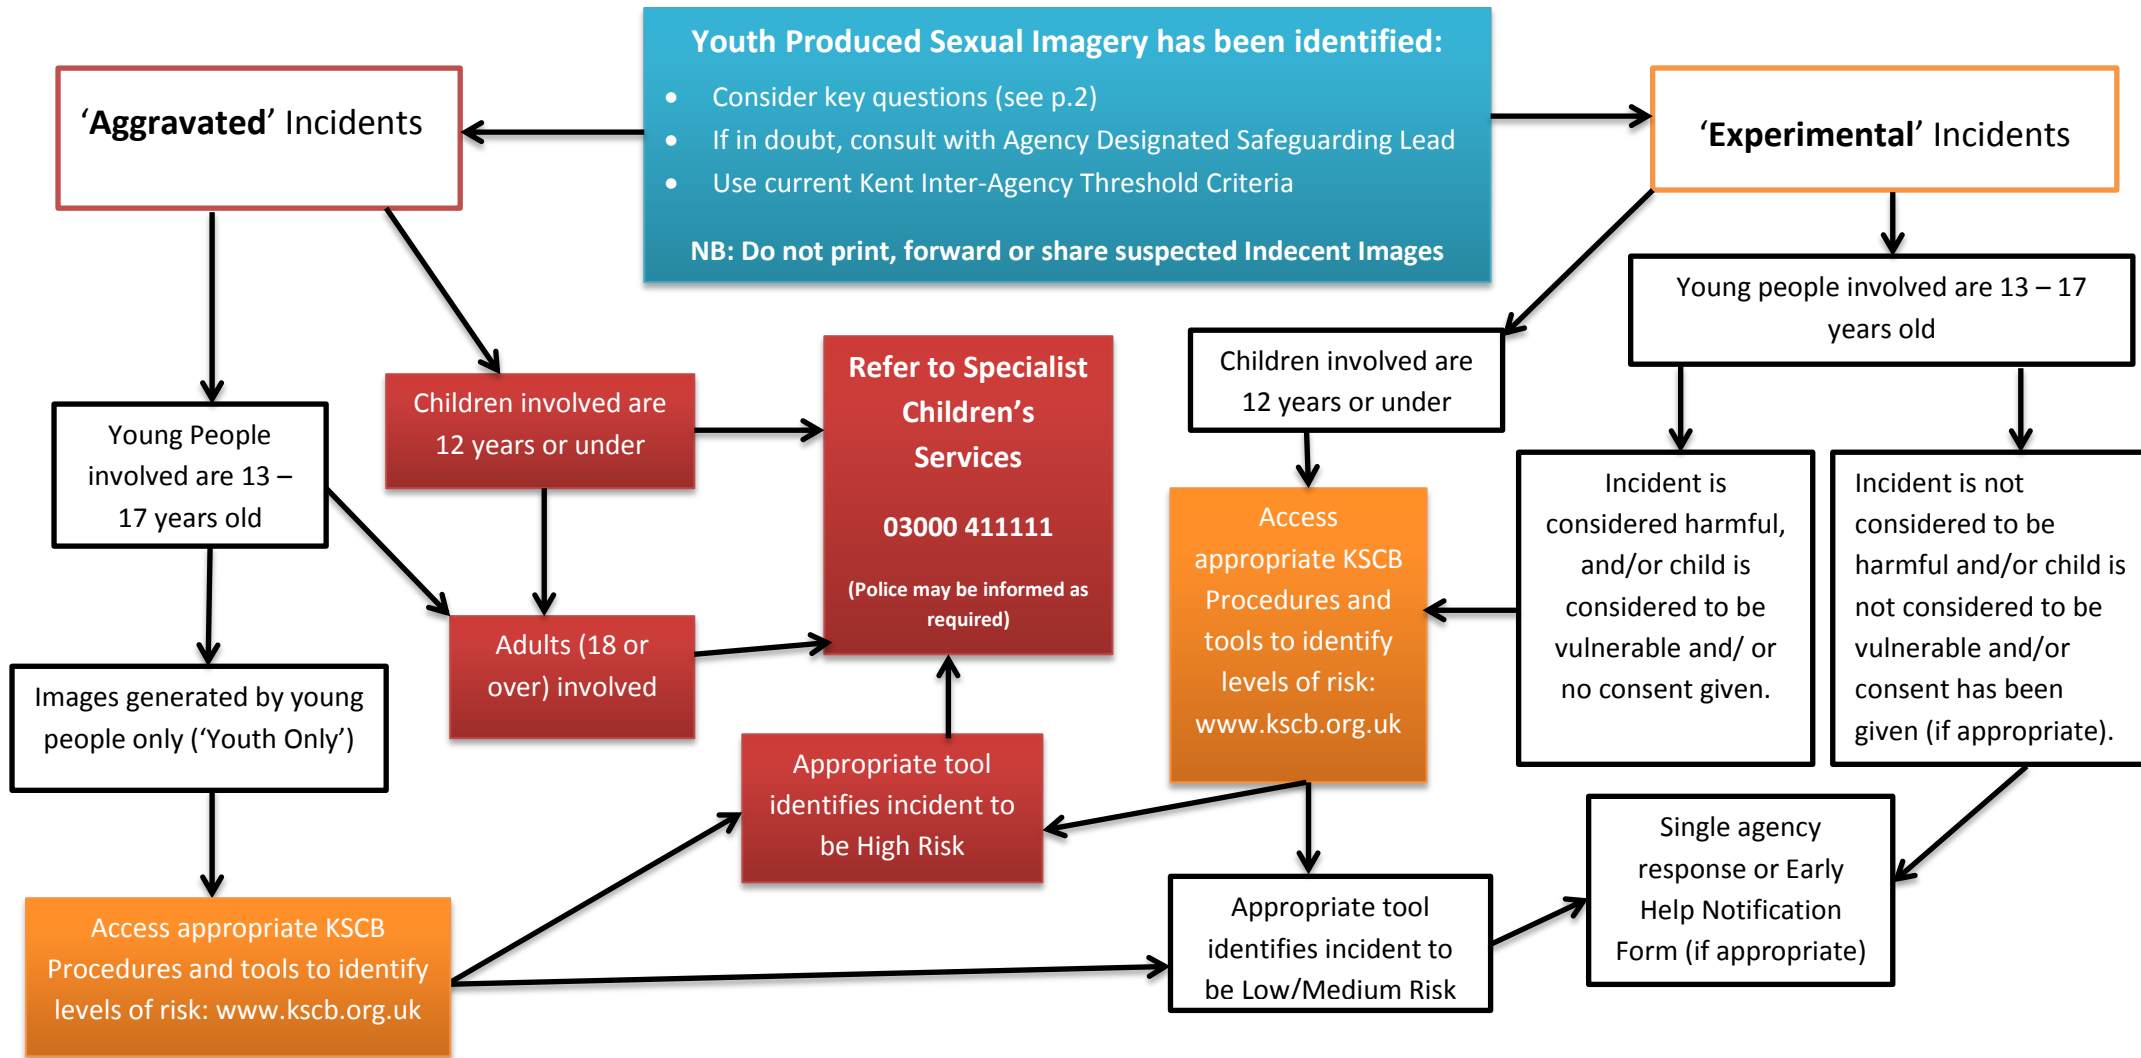 Youth Produced Sexual Imagery has been identified:
• Consider key questions (see p.2)
• If in doubt, consult with Agency Designated Safeguarding Lead
• Use current Kent Inter-Agency Threshold Criteria
NB: Do not print, forward or share suspected Indecent Images
‘Aggravated’ Incidents
‘Experimental’ Incidents
Young people involved are 13 – 17
years old
Children involved are
12 years or under
Refer to Specialist
Children’s
Services
03000 411111
(Police may be informed as
required)
Children involved are
12 years or under
Young People
involved are 13 –
17 years old
Adults (18 or
over) involved
Images generated by young
people only (‘Youth Only’)
Access
appropriate KSCB
Procedures and
tools to identify
levels of risk:
www.kscb.org.uk
Incident is
considered harmful,
and/or child is
considered to be
vulnerable and/ or
no consent given.
Incident is not
considered to be
harmful and/or child is
not considered to be
vulnerable and/or
consent has been
given (if appropriate).
Appropriate tool
identifies incident to
be High Risk
Single agency
response or Early
Help Notification
Form (if appropriate)
Appropriate tool
identifies incident to
be Low/Medium Risk
Access appropriate KSCB
Procedures and tools to identify
levels of risk: www.kscb.org.uk